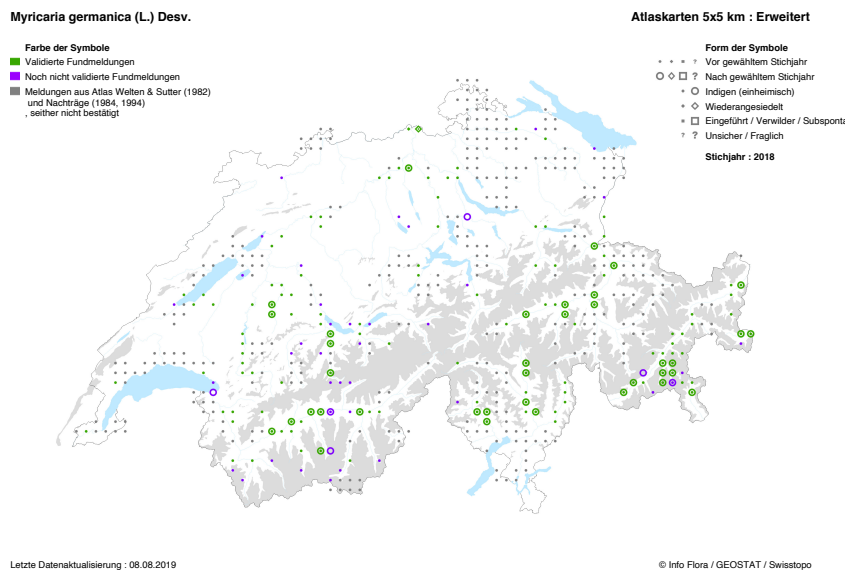 Myricaria germanica (L.) Desv.
Atlaskarten 5x5 km : Erweitert
Farbe der Symbole
Validierte Fundmeldungen
Noch nicht validierte Fundmeldungen
Meldungen aus Atlas Welten & Sutter (1982)
und Nachträge (1984, 1994)
, seither nicht bestätigt
Form der Symbole
? Vor gewähltem Stichjahr
? Nach gewähltem Stichjahr
Indigen (einheimisch)
Wiederangesiedelt
Eingeführt / Verwilder / Subsponta
? ? Unsicher / Fraglich
Stichjahr : 2018
Letzte Datenaktualisierung : 08.08.2019
© Info Flora / GEOSTAT / Swisstopo